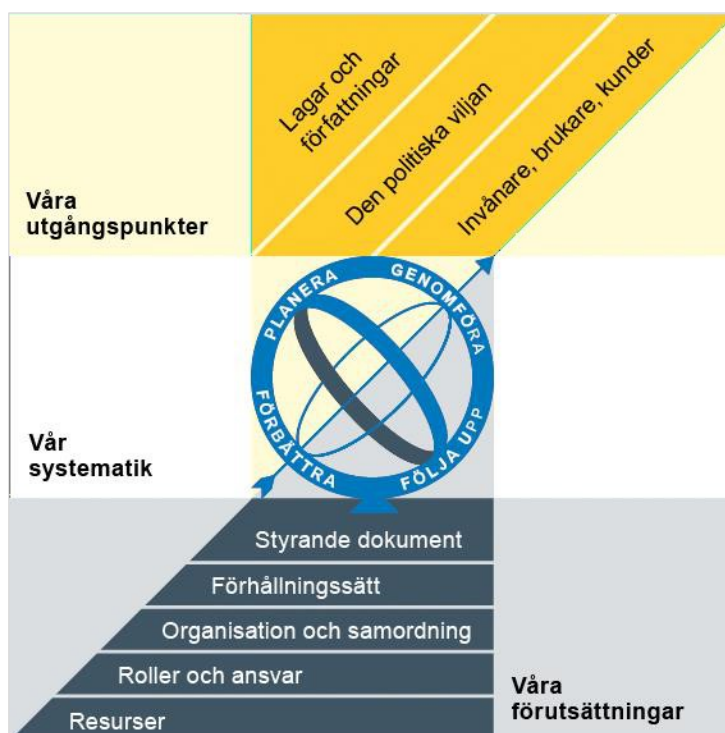 Lagar och
författningar
Den politiska viljan
Invånare, brukare, kunder
Våra
utgångspunkter
PLANERA
GENOMFÖRA
FÖLJA UPP
FÖRBÄTTRA
Vår
systematik
Styrande dokument
Förhållningssätt
Organisation och samordning
Roller och ansvar
Resurser
Våra
förutsättningar